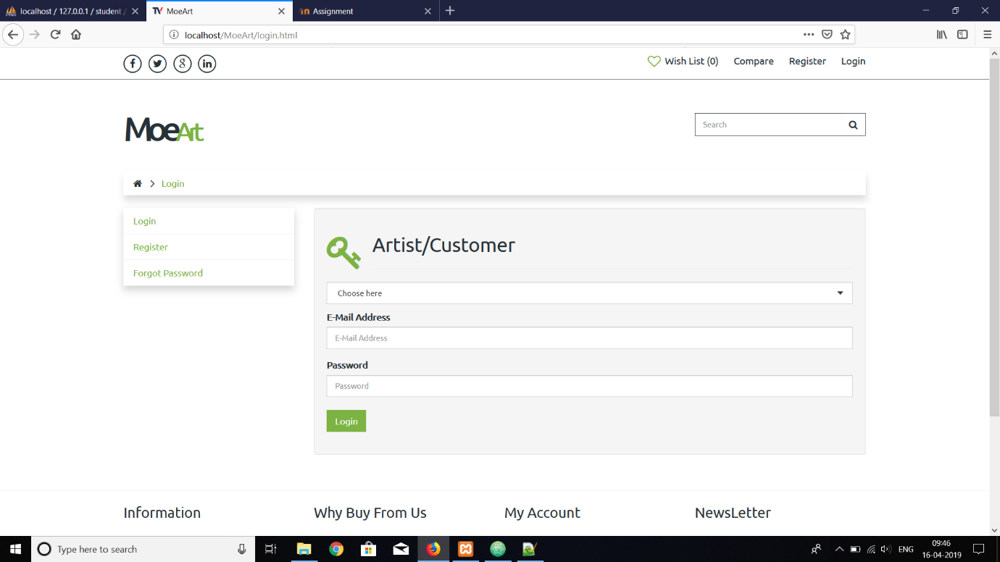 localhost / 127.0.0.1 / student /
MoeArt
Assignment
localhost/MoeArt/login.html
Wish List (0)
Compare
Register
Login
MoeArt
Search
Login
Login
Register
Forgot Password
Artist/Customer
Choose here
E-Mail Address
E-Mail Address
Password
Password
Login
Information
Why Buy From Us
My Account
NewsLetter
Type here to search
ENG
09:46
16-04-2019